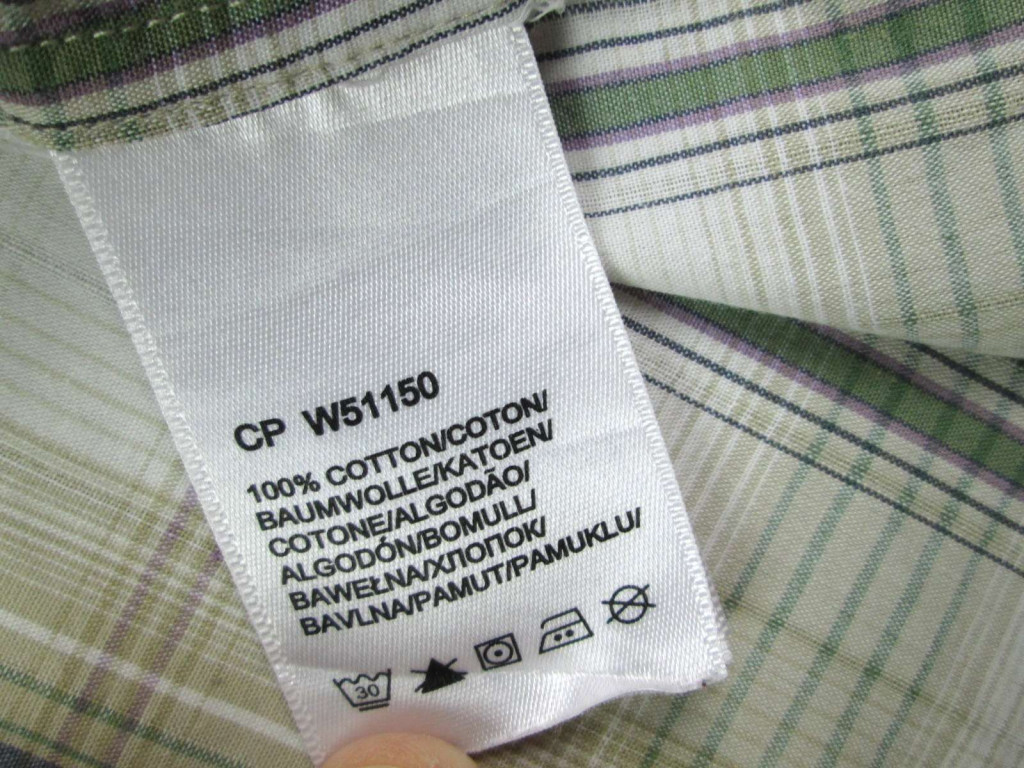 CP W51150
100% COTTON/COTON/
BAUMWOLLE/KATOEN/
COTONE/ALGODÃO/
ALGODÓN/BOMULL/
BAWEŁNA/ХЛОПОК/
BAVLNA/PAMUT/PAMUKLU/
30